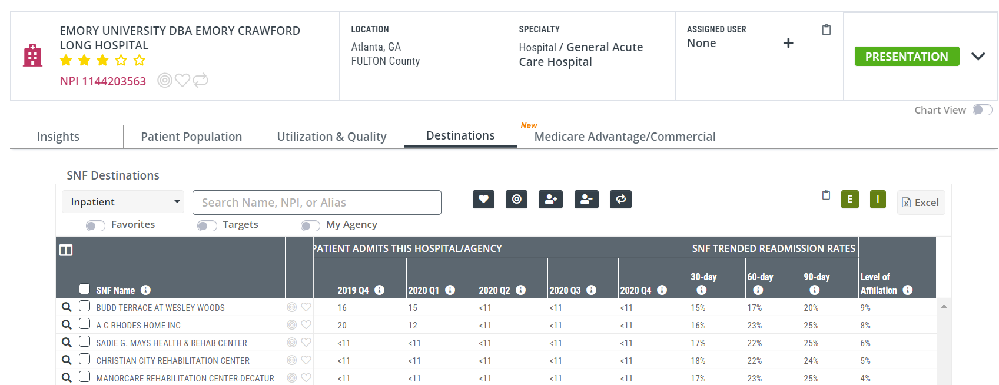 EMORY UNIVERSITY DBA EMORY CRAWFORD
LONG HOSPITAL
NPI 1144203563
LOCATION
Atlanta, GA
FULTON County
SPECIALTY
Hospital / General Acute
Care Hospital
ASSIGNED USER
None
PRESENTATION
Chart View
Insights
Patient Population
Utilization & Quality
Destinations
New
Medicare Advantage/Commercial
SNF Destinations
Inpatient
Search Name, NPI, or Alias
E
I
Excel
Favorites
Targets
My Agency
PATIENT ADMITS THIS HOSPITAL/AGENCY SNF TRENDED READMISSION RATES
30-day 60-day 90-day Level of
SNF Name 2019 Q4 2020 Q1 2020 Q2 2020 Q3 2020 Q4 Affiliation
BUDD TERRACE AT WESLEY WOODS 16 15 <11 <11 <11 15% 17% 20% 9%
A G RHODES HOME INC 20 12 <11 <11 <11 16% 23% 25% 8%
SADIE G. MAYS HEALTH & REHAB CENTER <11 <11 <11 <11 <11 17% 22% 25% 6%
CHRISTIAN CITY REHABILITATION CENTER <11 <11 <11 <11 <11 18% 22% 24% 5%
MANORCARE REHABILITATION CENTER-DECATUR <11 <11 <11 <11 <11 17% 23% 25% 4%